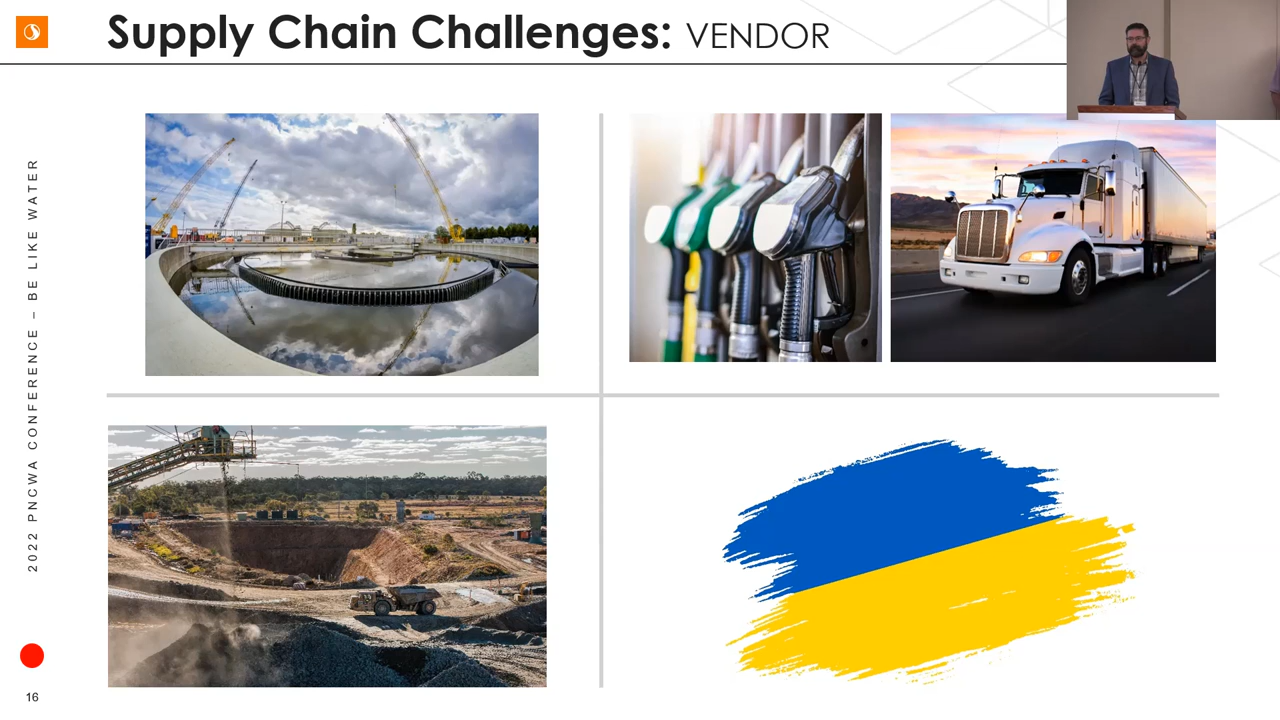 Supply Chain Challenges: VENDOR
2022 PNCWA CONFERENCE – BE LIKE WATER
16